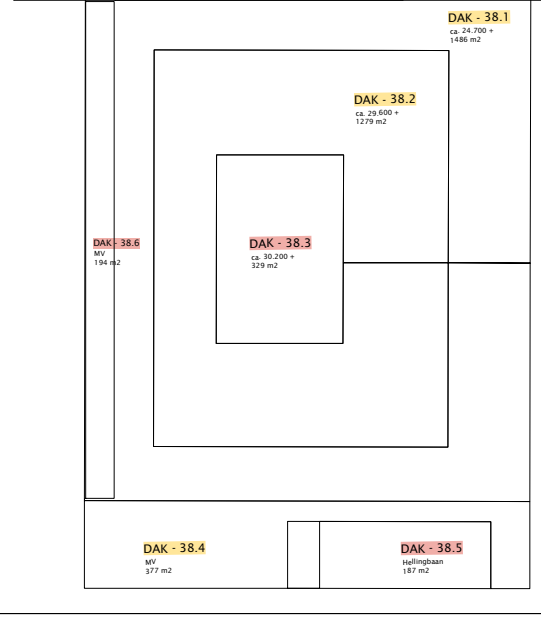 DAK - 38.1
ca. 24.700 +
1486 m2
DAK - 38.2
ca. 29.600 +
1279 m2
DAK - 38.6
MV
194 m2
DAK - 38.3
ca. 30.200 +
329 m2
DAK - 38.4
MV
377 m2
DAK - 38.5
Hellingbaan
187 m2